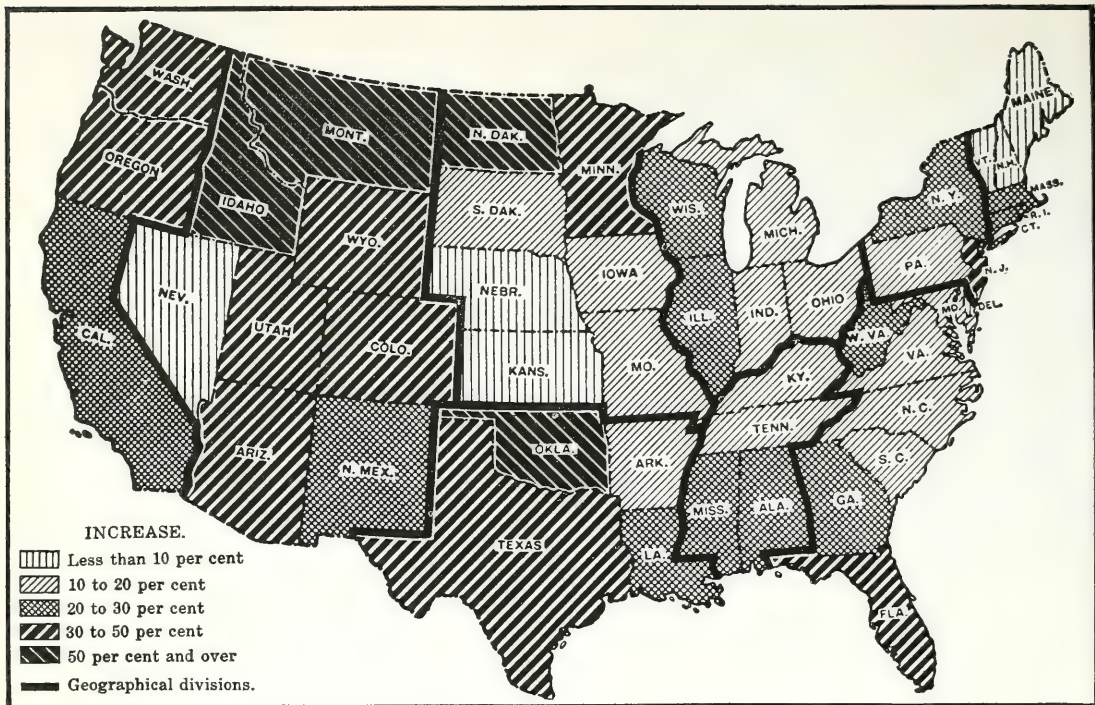 WASH.
OREGON
CAL.
NEV.
IDAHO
MONT.
WYO.
UTAH
COLO.
ARIZ.
N. MEX.
N. DAK.
S. DAK.
NEBR.
KANS.
OKLA.
TEXAS
MINN.
IOWA
MO.
ARK.
LA.
WIS.
ILL.
MICH.
IND.
OHIO
KY.
TENN.
MISS.
ALA.
GA.
FLA.
S. C.
N. C.
VA.
W. VA.
MD.
DEL.
PA.
N. J.
N. Y.
CT.
R. I.
MASS.
VT.
N.H.
MAINE
INCREASE.
Less than 10 per cent
10 to 20 per cent
20 to 30 per cent
30 to 50 per cent
50 per cent and over
Geographical divisions.